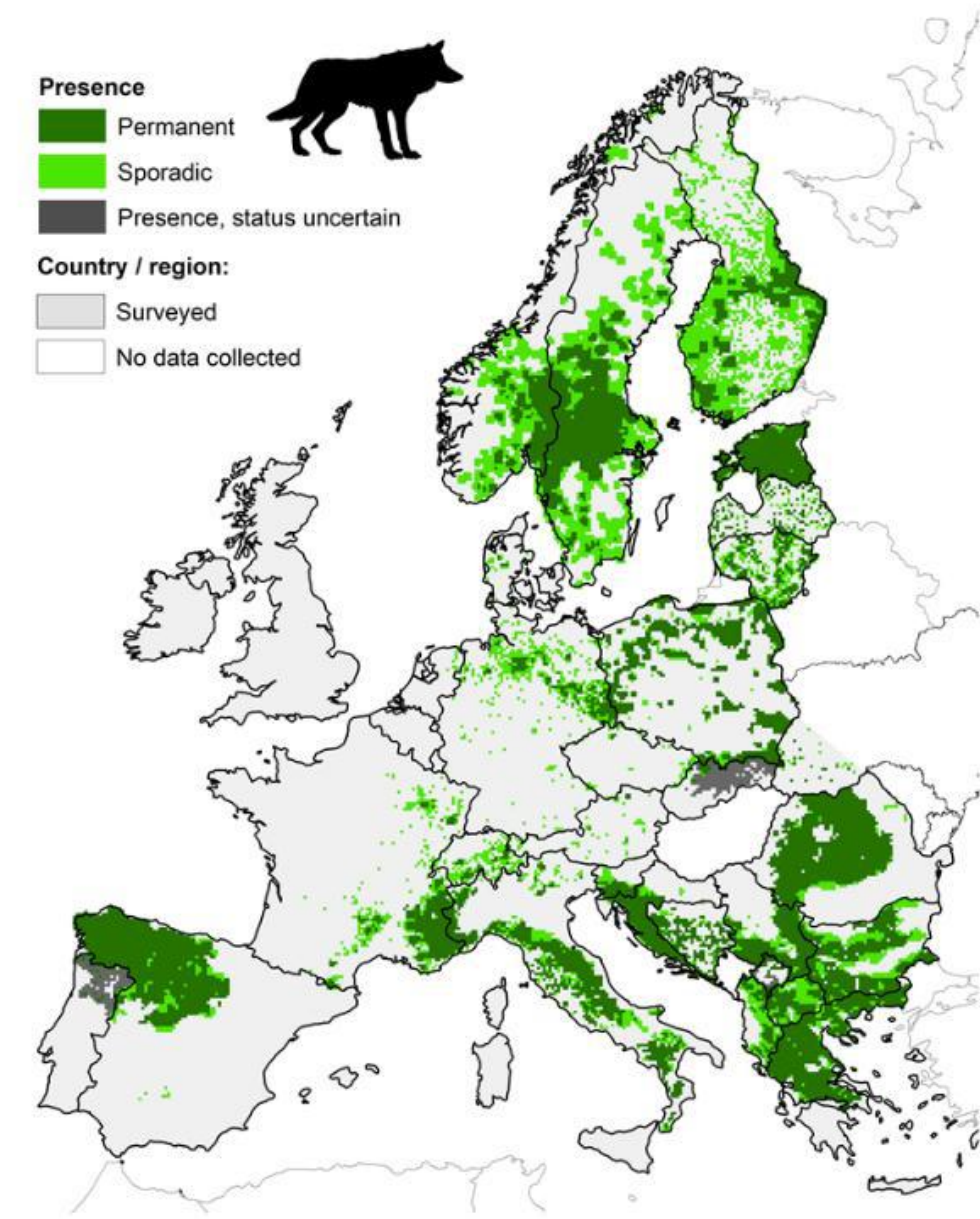 Presence
Permanent
Sporadic
Presence, status uncertain
Country / region:
Surveyed
No data collected